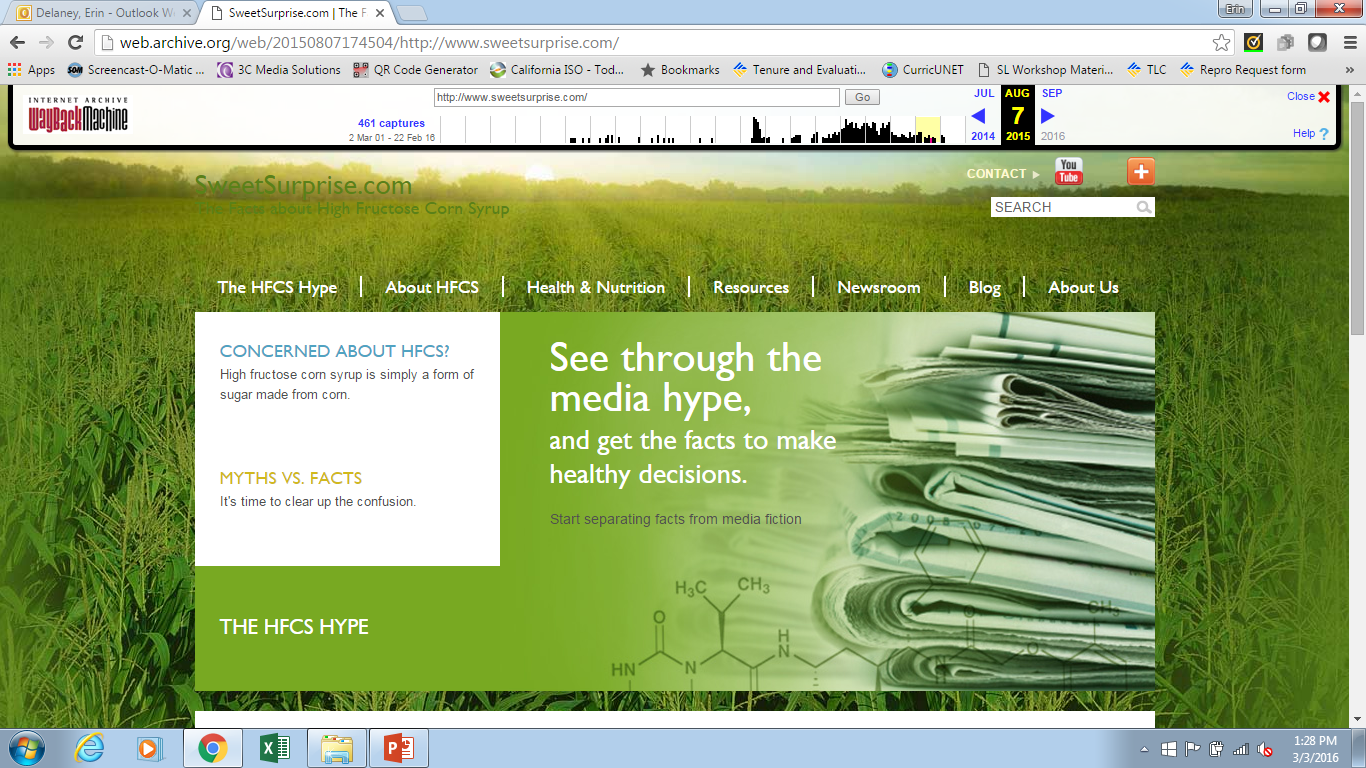 Delaney, Erin - Outlook W
SweetSurprise.com | The F
Erin
web.archive.org/web/20150807174504/http://www.sweetsurprise.com/
Apps
Screencast-O-Matic ...
3C Media Solutions
QR Code Generator
California ISO - Tod...
Bookmarks
Tenure and Evaluati...
CurricUNET
SL Workshop Materi...
TLC
Repro Request form
»
INTERNET ARCHIVE
WayBackMachine
http://www.sweetsurprise.com/
Go
461 captures
2 Mar 01 - 22 Feb 16
JUL AUG SEP
7
2014 2015 2016
Close
Help ?
SweetSurprise.com
The Facts about High Fructose Corn Syrup
CONTACT
You
Tube
SEARCH
The HFCS Hype
About HFCS
Health & Nutrition
Resources
Newsroom
Blog
About Us
CONCERNED ABOUT HFCS?
High fructose corn syrup is simply a form of
sugar made from corn.
MYTHS VS. FACTS
It's time to clear up the confusion.
THE HFCS HYPE
See through the
media hype,
and get the facts to make
healthy decisions.
Start separating facts from media fiction
H₃C
CH₃
O
H
N
HN
N
O
O
CH₃
1:28 PM
3/3/2016